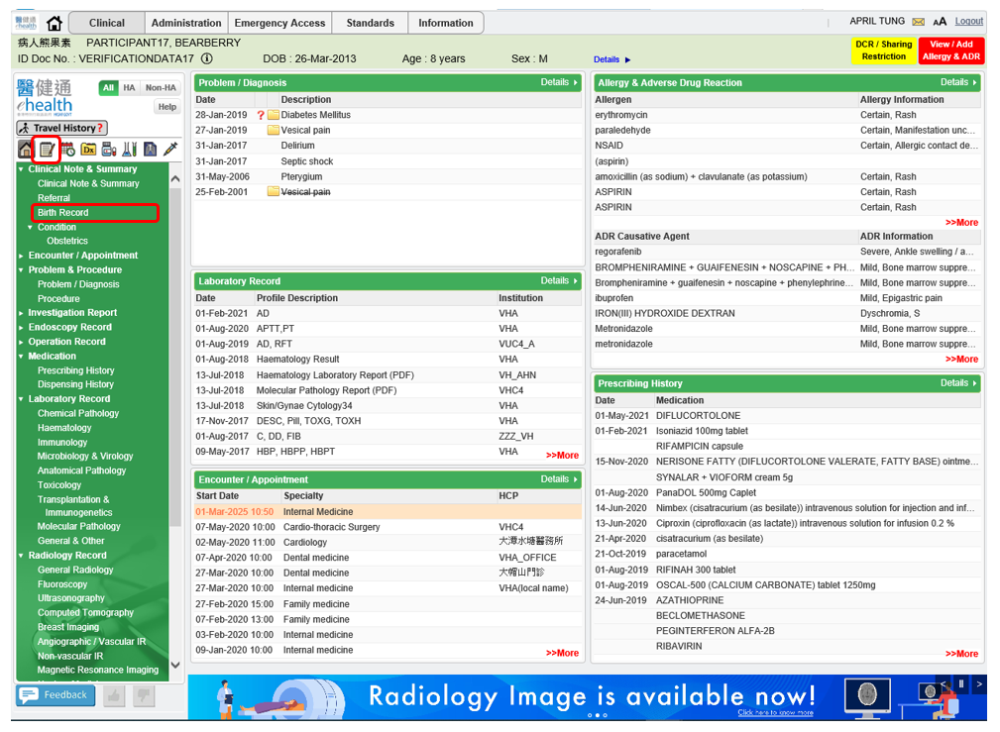 醫健通
ehealth
Clinical
Administration
Emergency Access
Standards
Information
APRIL TUNG
AA
Logout
病人熊果素 PARTICIPANT17, BEARBERRY
ID Doc No. : VERIFICATIONDATA17
DOB : 26-Mar-2013
Age : 8 years
Sex : M
Details
DCR / Sharing Restriction
View / Add Allergy & ADR
醫健通
ehealth
All HA Non-HA
Help
Travel History ?
Dx
Clinical Note & Summary
Clinical Note & Summary
Referral
Birth Record
Condition
Obstetrics
Encounter / Appointment
Problem & Procedure
Problem / Diagnosis
Procedure
Investigation Report
Endoscopy Record
Operation Record
Medication
Prescribing History
Dispensing History
Laboratory Record
Chemical Pathology
Haematology
Immunology
Microbiology & Virology
Anatomical Pathology
Toxicology
Transplantation &
Immunogenetics
Molecular Pathology
General & Other
Radiology Record
General Radiology
Fluoroscopy
Ultrasonography
Computed Tomography
Breast Imaging
Angiographic / Vascular IR
Non-vascular IR
Magnetic Resonance Imaging
Feedback
Problem / Diagnosis Details
Date Description
28-Jan-2019 ? Diabetes Mellitus
27-Jan-2019 Vesical pain
31-Jan-2017 Delirium
31-Jan-2017 Septic shock
31-May-2006 Pterygium
25-Feb-2001 Vesical pain
Laboratory Record Details
Date Profile Description Institution
01-Feb-2021 AD VHA
01-Aug-2020 APTT,PT VHA
01-Aug-2019 AD, RFT VUC4_A
01-Aug-2018 Haematology Result VHA
13-Jul-2018 Haematology Laboratory Report (PDF) VH_AHN
13-Jul-2018 Molecular Pathology Report (PDF) VHC4
13-Jul-2018 Skin/Gynae Cytology34 VHA
17-Nov-2017 DESC, Pill, TOXG, TOXH VHA
01-Aug-2017 C, DD, FIB ZZZ_VH
09-May-2017 HBP, HBPP, HBPT VHA
>>More
Encounter / Appointment Details
Start Date Specialty HCP
01-Mar-2025 10:50 Internal Medicine
07-May-2020 10:00 Cardio-thoracic Surgery VHC4
02-May-2020 11:00 Cardiology 大潭水塘醫務所
07-Apr-2020 10:00 Dental medicine VHA_OFFICE
27-Mar-2020 10:00 Dental medicine 大帽山門診
27-Mar-2020 10:00 Internal medicine VHA(local name)
27-Feb-2020 15:00 Family medicine
07-Feb-2020 13:00 Family medicine
03-Feb-2020 10:00 Internal medicine
09-Jan-2020 10:00 Internal medicine
>>More
Allergy & Adverse Drug Reaction Details
Allergen Allergy Information
erythromycin Certain, Rash
paraledehyde Certain, Manifestation unc...
NSAID Certain, Allergic contact de...
(aspirin)
amoxicillin (as sodium) + clavulanate (as potassium) Certain, Rash
ASPIRIN Certain, Rash
ASPIRIN Certain, Rash
>>More
ADR Causative Agent ADR Information
regorafenib Severe, Ankle swelling / a...
BROMPHENIRAMINE + GUAIFENESIN + NOSCAPINE + PH... Mild, Bone marrow suppre...
Brompheniramine + guaifenesin + noscapine + phenylephrine... Mild, Bone marrow suppre...
ibuprofen Mild, Epigastric pain
IRON(III) HYDROXIDE DEXTRAN Dyschromia, S
Metronidazole Mild, Bone marrow suppre...
metronidazole Mild, Bone marrow suppre...
>>More
Prescribing History Details
Date Medication
01-May-2021 DIFLUCORTOLONE
01-Feb-2021 Isoniazid 100mg tablet
RIFAMPICIN capsule
15-Nov-2020 NERISONE FATTY (DIFLUCORTOLONE VALERATE, FATTY BASE) ointme...
SYNALAR + VIOFORM cream 5g
01-Aug-2020 PanaDOL 500mg Caplet
14-Jun-2020 Nimbex (cisatracurium (as besilate)) intravenous solution for injection and inf...
13-Jun-2020 Ciproxin (ciprofloxacin (as lactate)) intravenous solution for infusion 0.2 %
21-Apr-2020 cisatracurium (as besilate)
21-Oct-2019 paracetamol
01-Aug-2019 RIFINAH 300 tablet
01-Aug-2019 OSCAL-500 (CALCIUM CARBONATE) tablet 1250mg
24-Jun-2019 AZATHIOPRINE
BECLOMETHASONE
PEGINTERFERON ALFA-2B
RIBAVIRIN
>>More
Radiology Image is available now!
Click here to know more